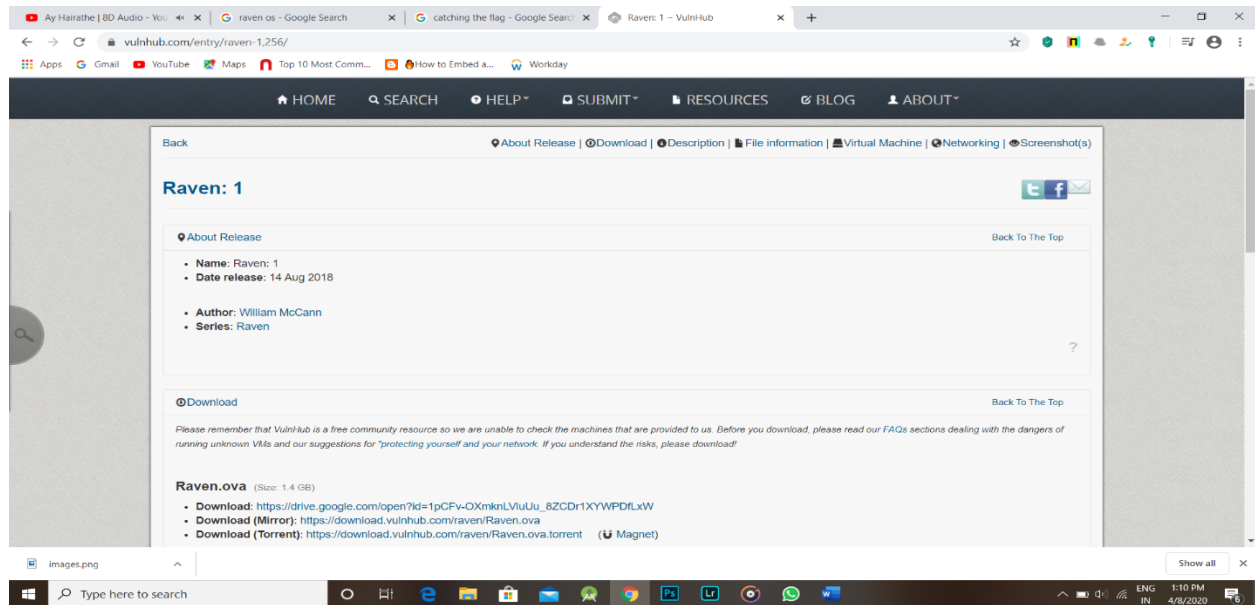 Ay Hairathe | 8D Audio - You
raven os - Google Search
catching the flag - Google Search
Raven: 1 ~ VulnHub
vulnhub.com/entry/raven-1,256/
Apps Gmail YouTube Maps Top 10 Most Comm... How to Embed a... Workday
HOME SEARCH HELP SUBMIT RESOURCES BLOG ABOUT
Back
About Release | Download | Description | File information | Virtual Machine | Networking | Screenshot(s)
Raven: 1
About Release
Back To The Top
Name: Raven: 1
Date release: 14 Aug 2018
Author: William McCann
Series: Raven
?
Download
Back To The Top
Please remember that VulnHub is a free community resource so we are unable to check the machines that are provided to us. Before you download, please read our FAQs sections dealing with the dangers of
running unknown VMs and our suggestions for "protecting yourself and your network. If you understand the risks, please download!
Raven.ova (Size: 1.4 GB)
Download: https://drive.google.com/open?id=1pCFv-OXmknLVluUu_8ZCDr1XYWPDfLxW
Download (Mirror): https://download.vulnhub.com/raven/Raven.ova
Download (Torrent): https://download.vulnhub.com/raven/Raven.ova.torrent (Magnet)
images.png
Show all
Type here to search
Ps
Lr
ENG
IN
1:10 PM
4/8/2020
6